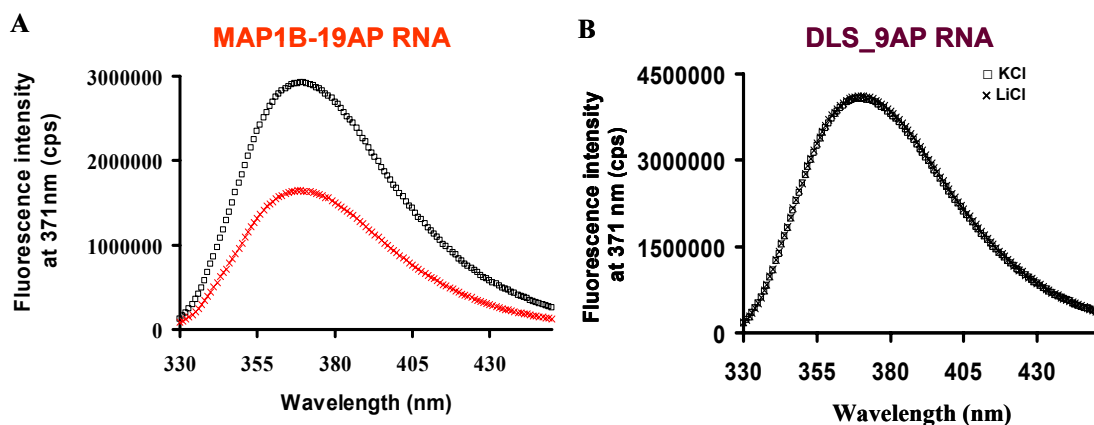 A
MAP1B-19AP RNA
Fluorescence intensity
at 371 nm (cps)
3000000
2000000
1000000
0
330 355 380 405 430
Wavelength (nm)
B
DLS_9AP RNA
KCl
LiCl
Fluorescence intensity
at 371 nm (cps)
4500000
3000000
1500000
0
330 355 380 405 430
Wavelength (nm)